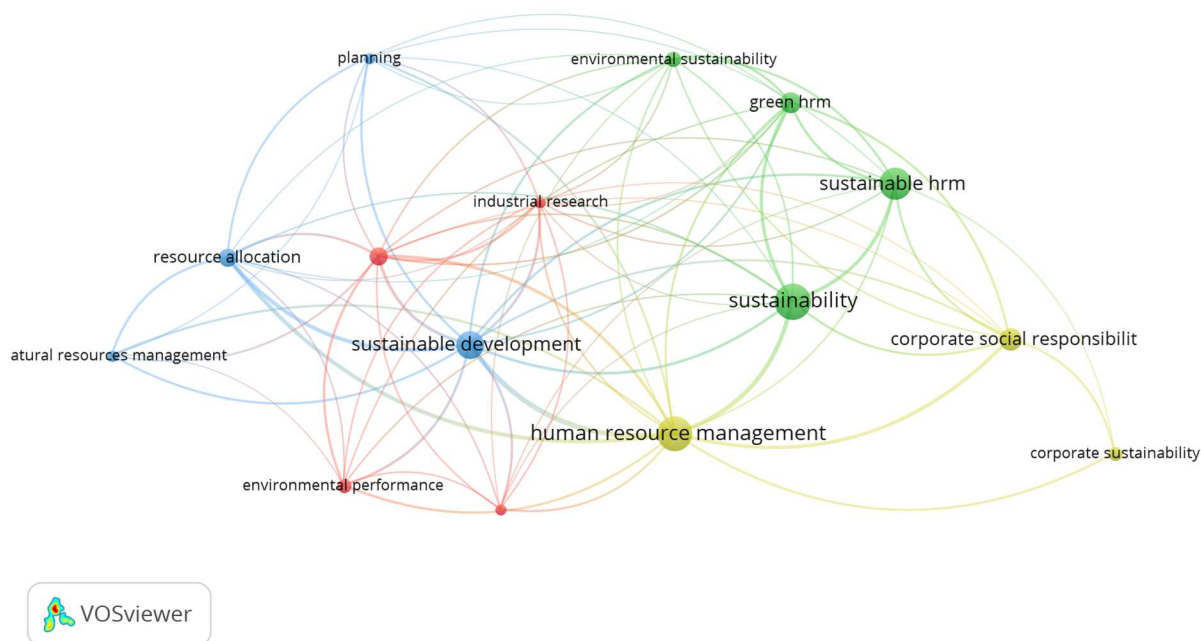 planning
environmental sustainability
green hrm
sustainable hrm
industrial research
resource allocation
sustainability
corporate social responsibilit
sustainable development
atural resources management
human resource management
corporate sustainability
environmental performance
VOSviewer